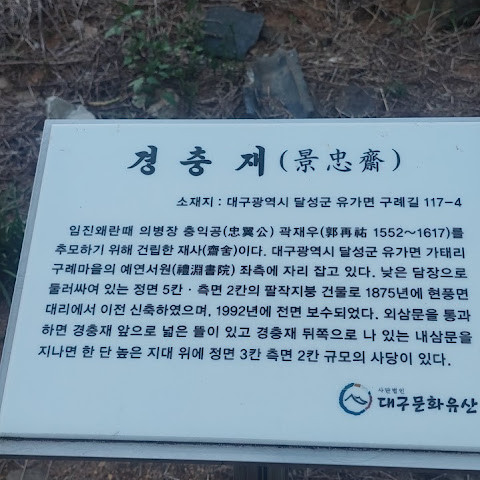 경충재(景忠齋)
소재지 : 대구광역시 달성군 유가면 구례길 117-4
임진왜란때 의병장 충익공(忠翼公) 곽재우(郭再祐 1552~1617)를
추모하기 위해 건립한 재사(齋舍)이다. 대구광역시 달성군 유가면 가태리
구례마을의 예연서원(禮淵書院) 좌측에 자리 잡고 있다. 낮은 담장으로
둘러싸여 있는 정면 5칸 · 측면 2칸의 팔작지붕 건물로 1875년에 현풍면
대리에서 이전 신축하였으며, 1992년에 전면 보수되었다. 외삼문을 통과
하면 경충재 앞으로 넓은 뜰이 있고 경충재 뒤쪽으로 나 있는 내삼문을
지나면 한 단 높은 지대 위에 정면 3칸 측면 2칸 규모의 사당이 있다.
사단법인
대구문화유산